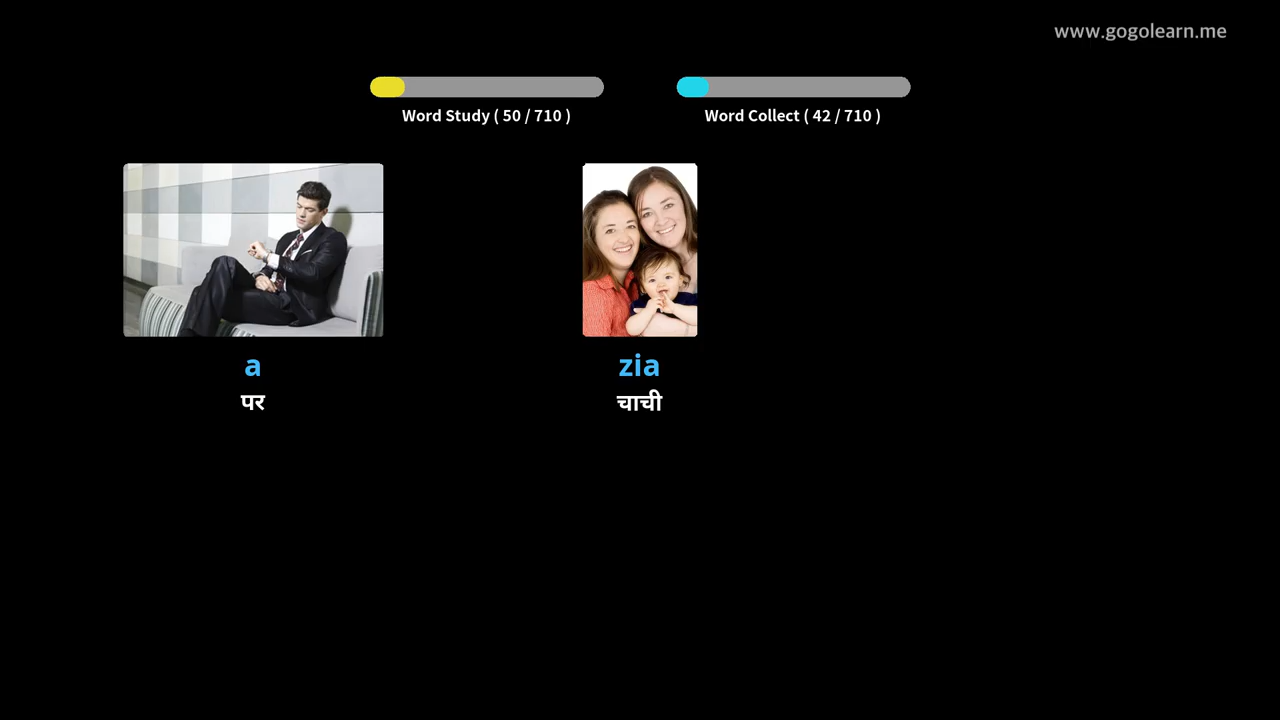 www.gogolearn.me
Word Study ( 50 / 710 )
Word Collect ( 42 / 710 )
a
पर
zia
चाची